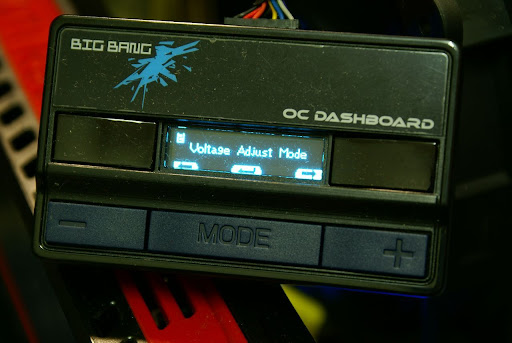 BIG BANG
OC DASHBOARD
Voltage Adjust Mode
− MODE +